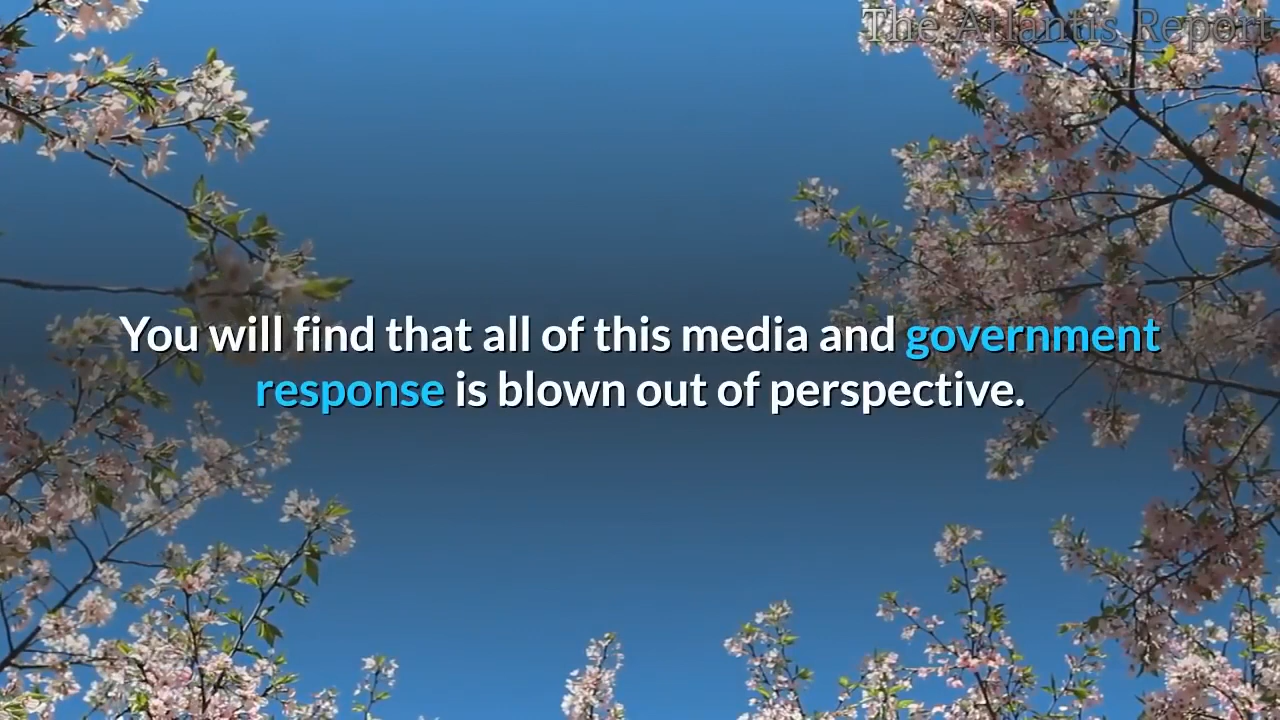 The Atlantis Report
You will find that all of this media and government
response is blown out of perspective.